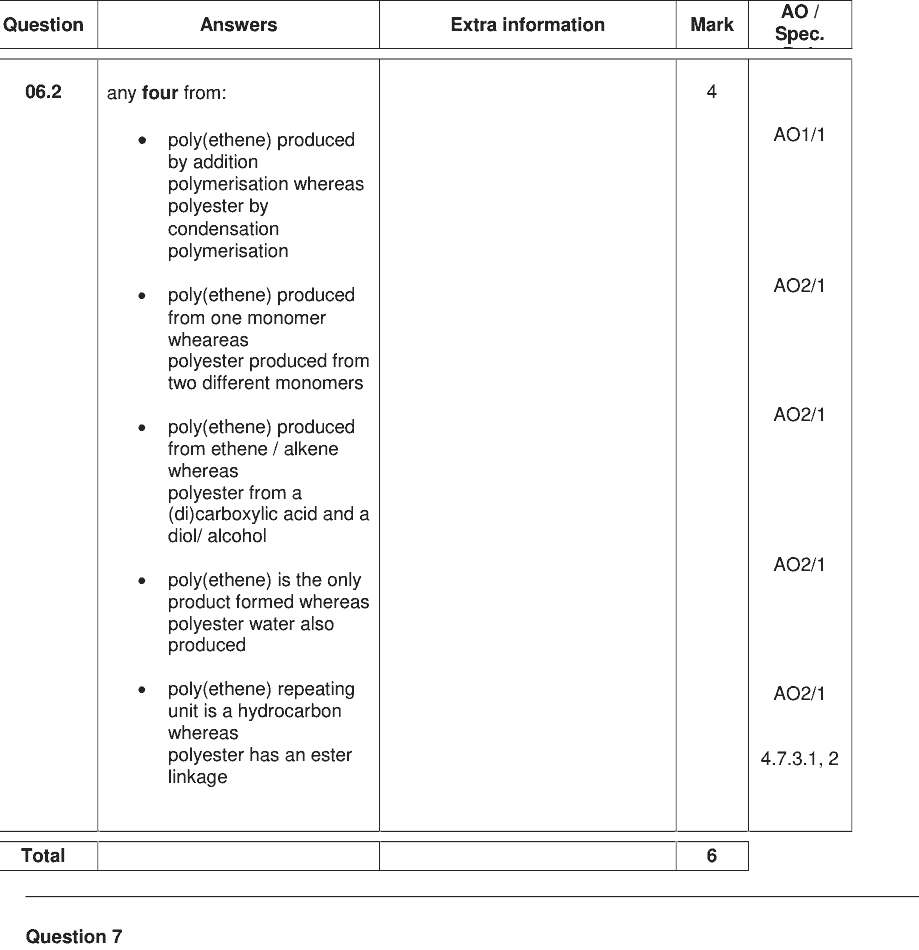 Question Answers Extra information Mark AO /
Spec.
06.2 any four from: 4
• poly(ethene) produced AO1/1
by addition
polymerisation whereas
polyester by
condensation
polymerisation
• poly(ethene) produced AO2/1
from one monomer
wheareas
polyester produced from
two different monomers
• poly(ethene) produced AO2/1
from ethene / alkene
whereas
polyester from a
(di)carboxylic acid and a
diol/ alcohol
• poly(ethene) is the only AO2/1
product formed whereas
polyester water also
produced
• poly(ethene) repeating AO2/1
unit is a hydrocarbon
whereas
polyester has an ester 4.7.3.1, 2
linkage
Total 6
Question 7